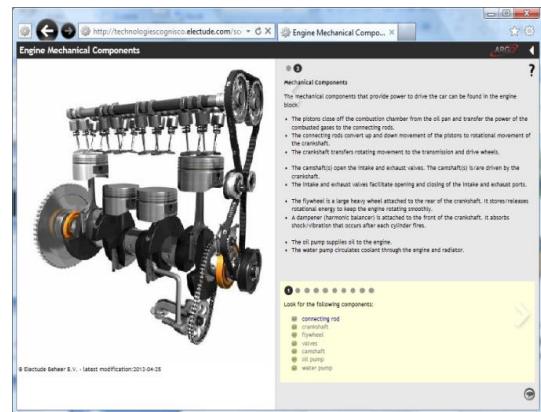 http://technologiescognisco.electude.com/sco
Engine Mechanical Compo...
Engine Mechanical Components
ARG
?
2
Mechanical Components
The mechanical components that provide power to drive the car can be found in the engine
block.
• The pistons close off the combustion chamber from the oil pan and transfer the power of the
combusted gases to the connecting rods.
• The connecting rods convert up and down movement of the pistons to rotational movement of
the crankshaft.
• The crankshaft transfers rotating movement to the transmission and drive wheels.
• The camshaft(s) open the intake and exhaust valves. The camshaft(s) is/are driven by the
crankshaft.
• The intake and exhaust valves facilitate opening and closing of the intake and exhaust ports.
• The flywheel is a large heavy wheel attached to the rear of the crankshaft. It stores/releases
rotational energy to keep the engine rotating smoothly.
• A dampener (harmonic balancer) is attached to the front of the crankshaft. It absorbs
shock/vibration that occurs after each cylinder fires.
• The oil pump supplies oil to the engine.
• The water pump circulates coolant through the engine and radiator.
1
Look for the following components:
connecting rod
crankshaft
flywheel
valves
camshaft
oil pump
water pump
© Electude Beheer B.V. - latest modification:2013-04-25